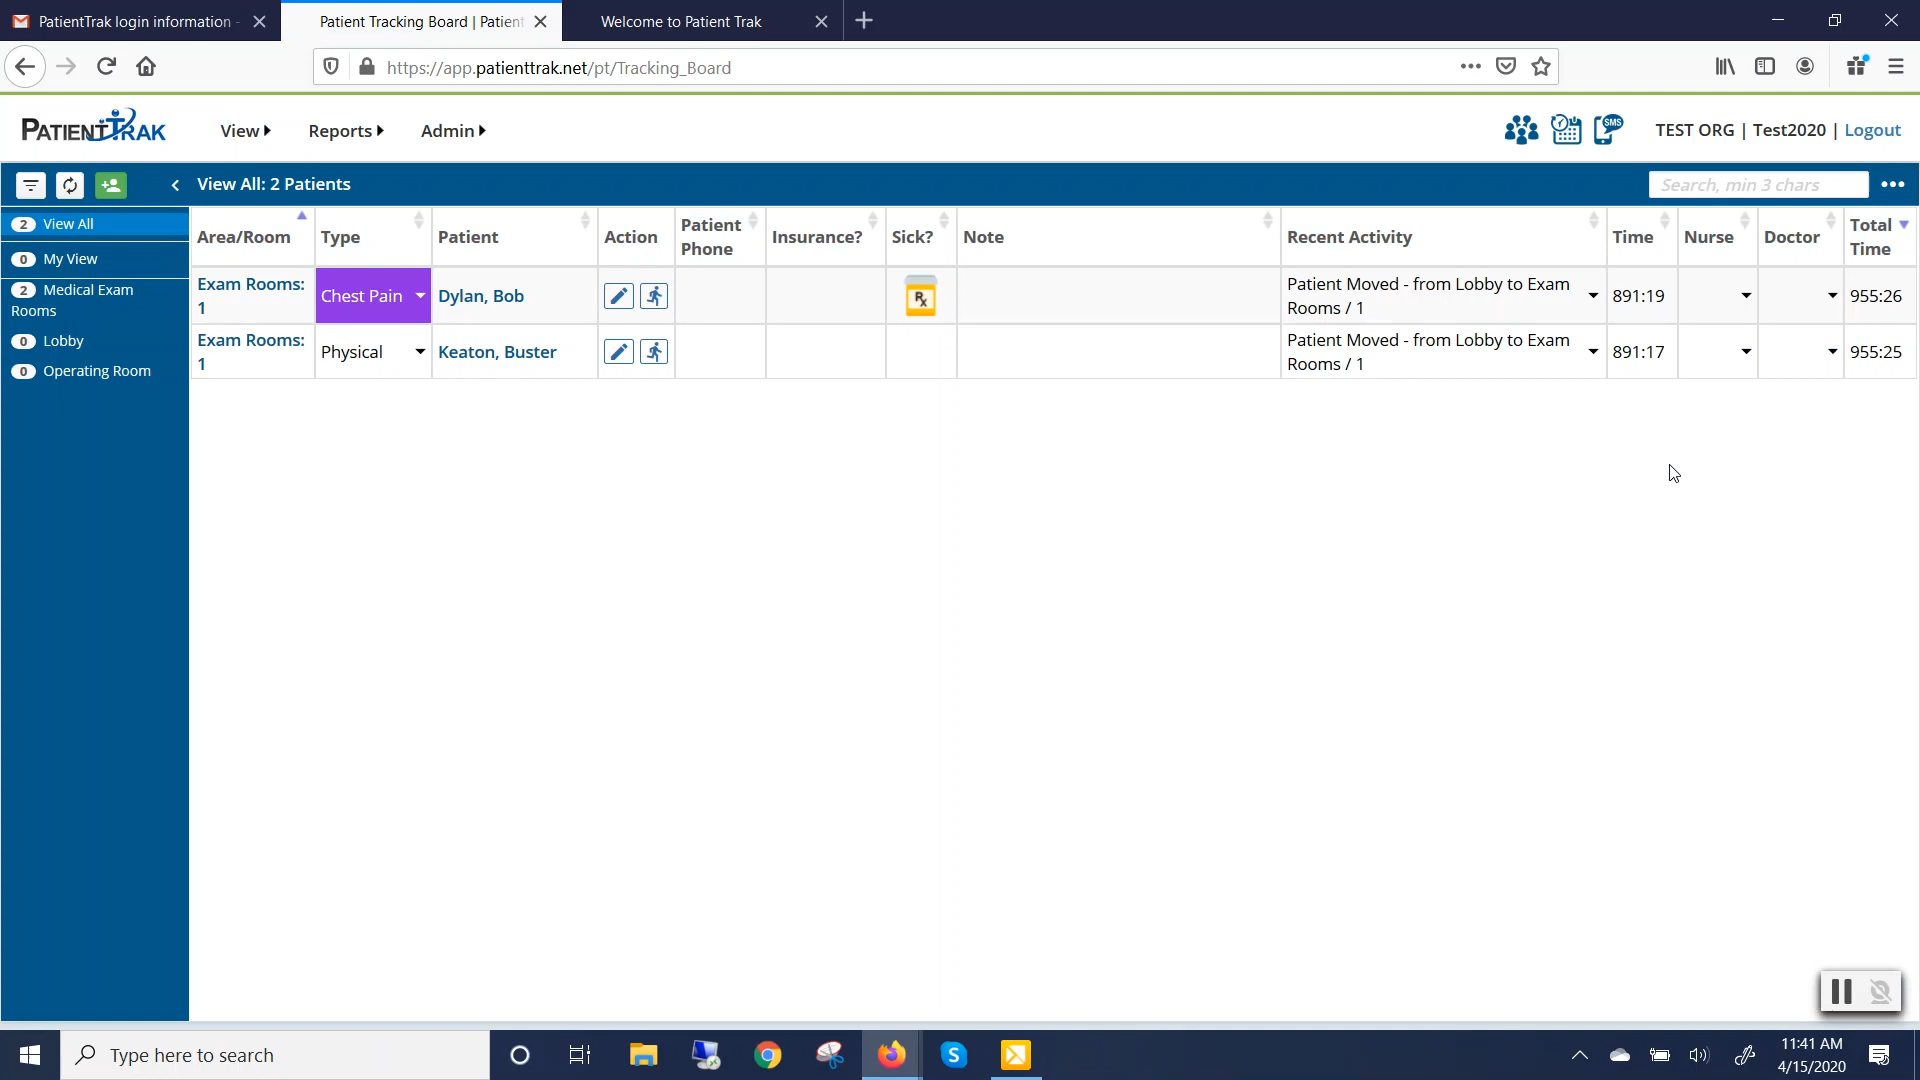 PatientTrak login information -
Patient Tracking Board | Patient
Welcome to Patient Trak
https://app.patienttrak.net/pt/Tracking_Board
PATIENTTRAK
View
Reports
Admin
SMS
TEST ORG | Test2020 | Logout
View All: 2 Patients
Search, min 3 chars
2 View All
0 My View
2 Medical Exam
Rooms
0 Lobby
0 Operating Room
Area/Room
Type
Patient
Action
Patient
Phone
Insurance?
Sick?
Note
Recent Activity
Time
Nurse
Doctor
Total
Time
Exam Rooms:
1
Chest Pain
Dylan, Bob
Rx
Patient Moved - from Lobby to Exam
Rooms / 1
891:19
955:26
Exam Rooms:
1
Physical
Keaton, Buster
Patient Moved - from Lobby to Exam
Rooms / 1
891:17
955:25
Type here to search
11:41 AM
4/15/2020